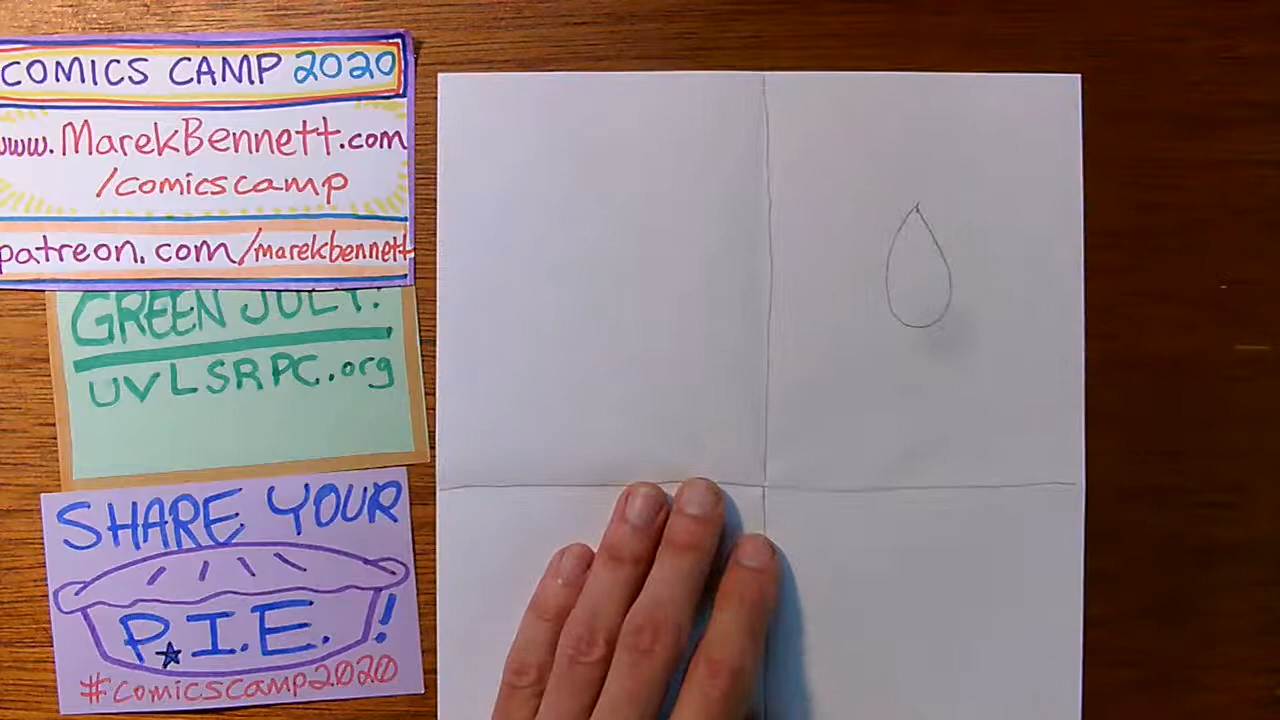 COMICS CAMP 2020
www.MarekBennett.com
/comicscamp
patreon.com/marekbennett
GREEN JULY!
UVLSRPC.org
SHARE YOUR
P.I.E.!
#comicscamp2020